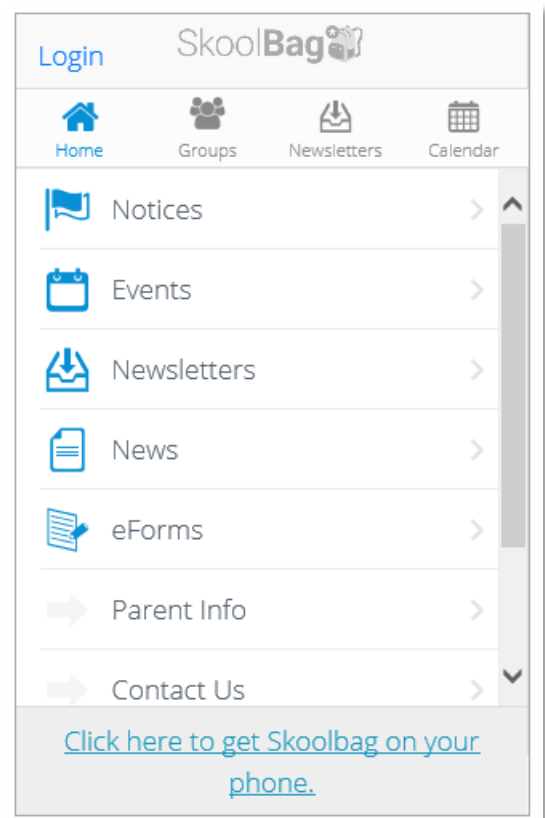 Login
SkoolBag
Home
Groups
Newsletters
Calendar
Notices
Events
Newsletters
News
eForms
Parent Info
Contact Us
Click here to get Skoolbag on your
phone.